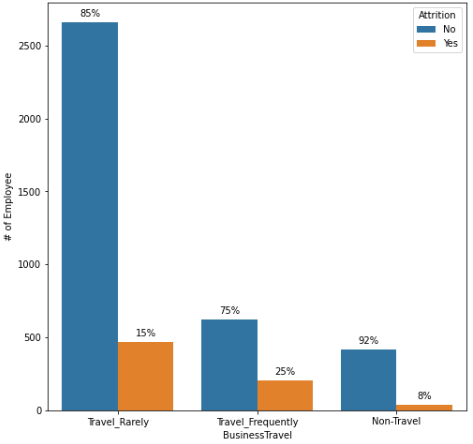 Attrition
No
Yes
85%
15%
75%
25%
92%
8%
2500
2000
1500
1000
500
0
# of Employee
Travel_Rarely
Travel_Frequently
Non-Travel
BusinessTravel